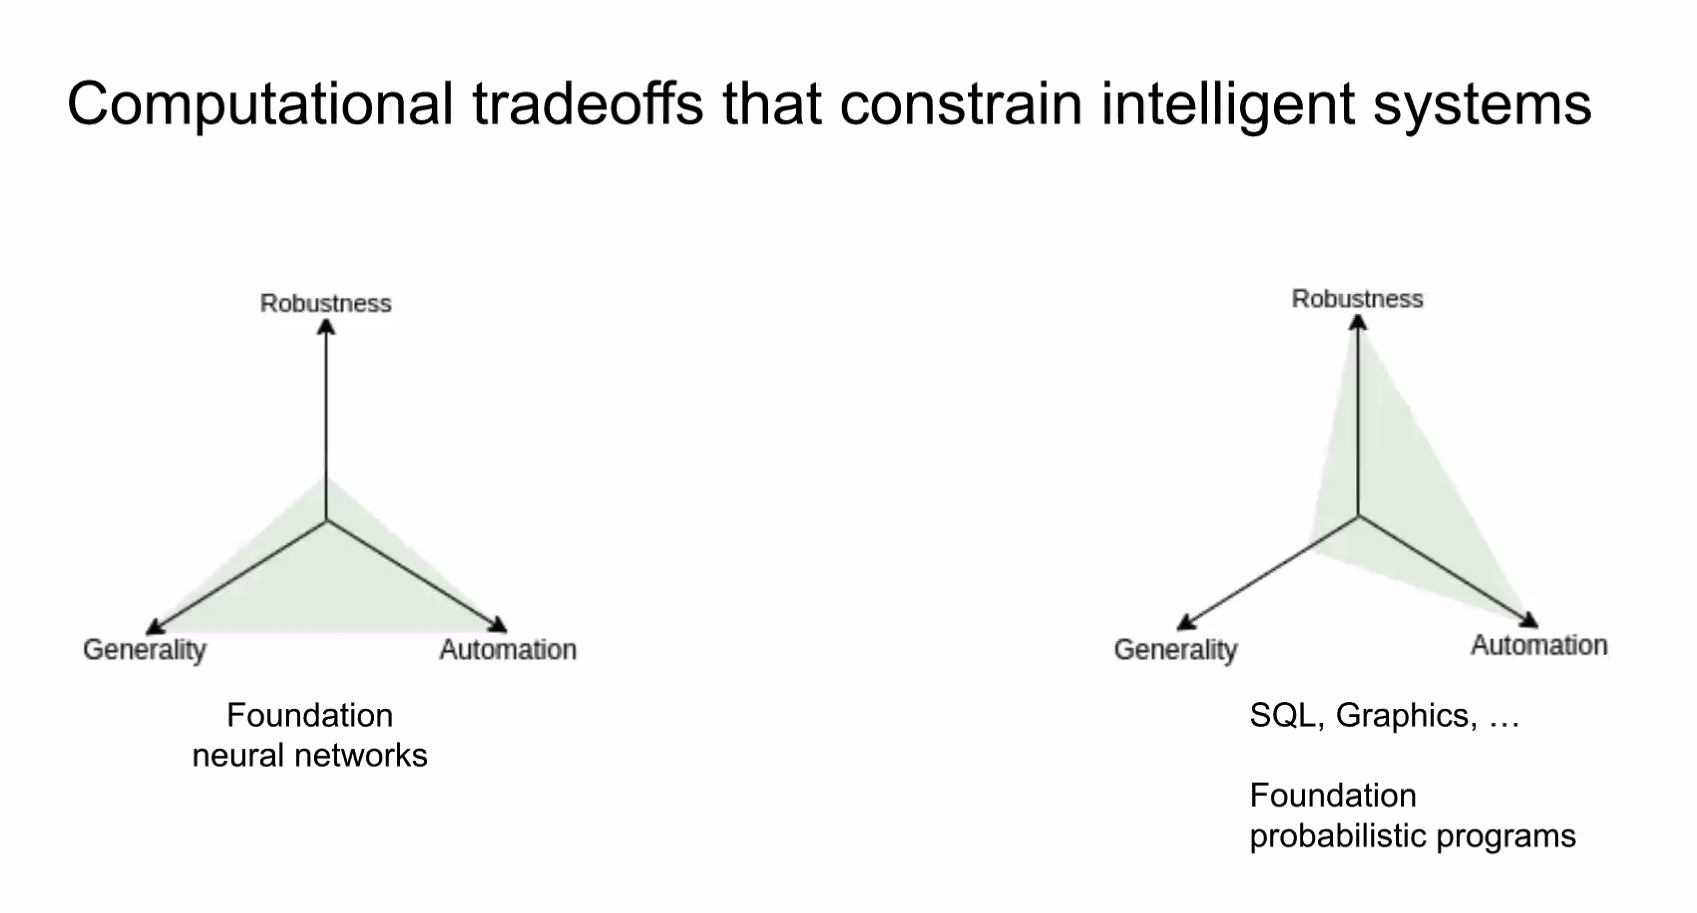 Computational tradeoffs that constrain intelligent systems
Robustness
Generality
Automation
Foundation
neural networks
Robustness
Generality
Automation
SQL, Graphics, …
Foundation
probabilistic programs